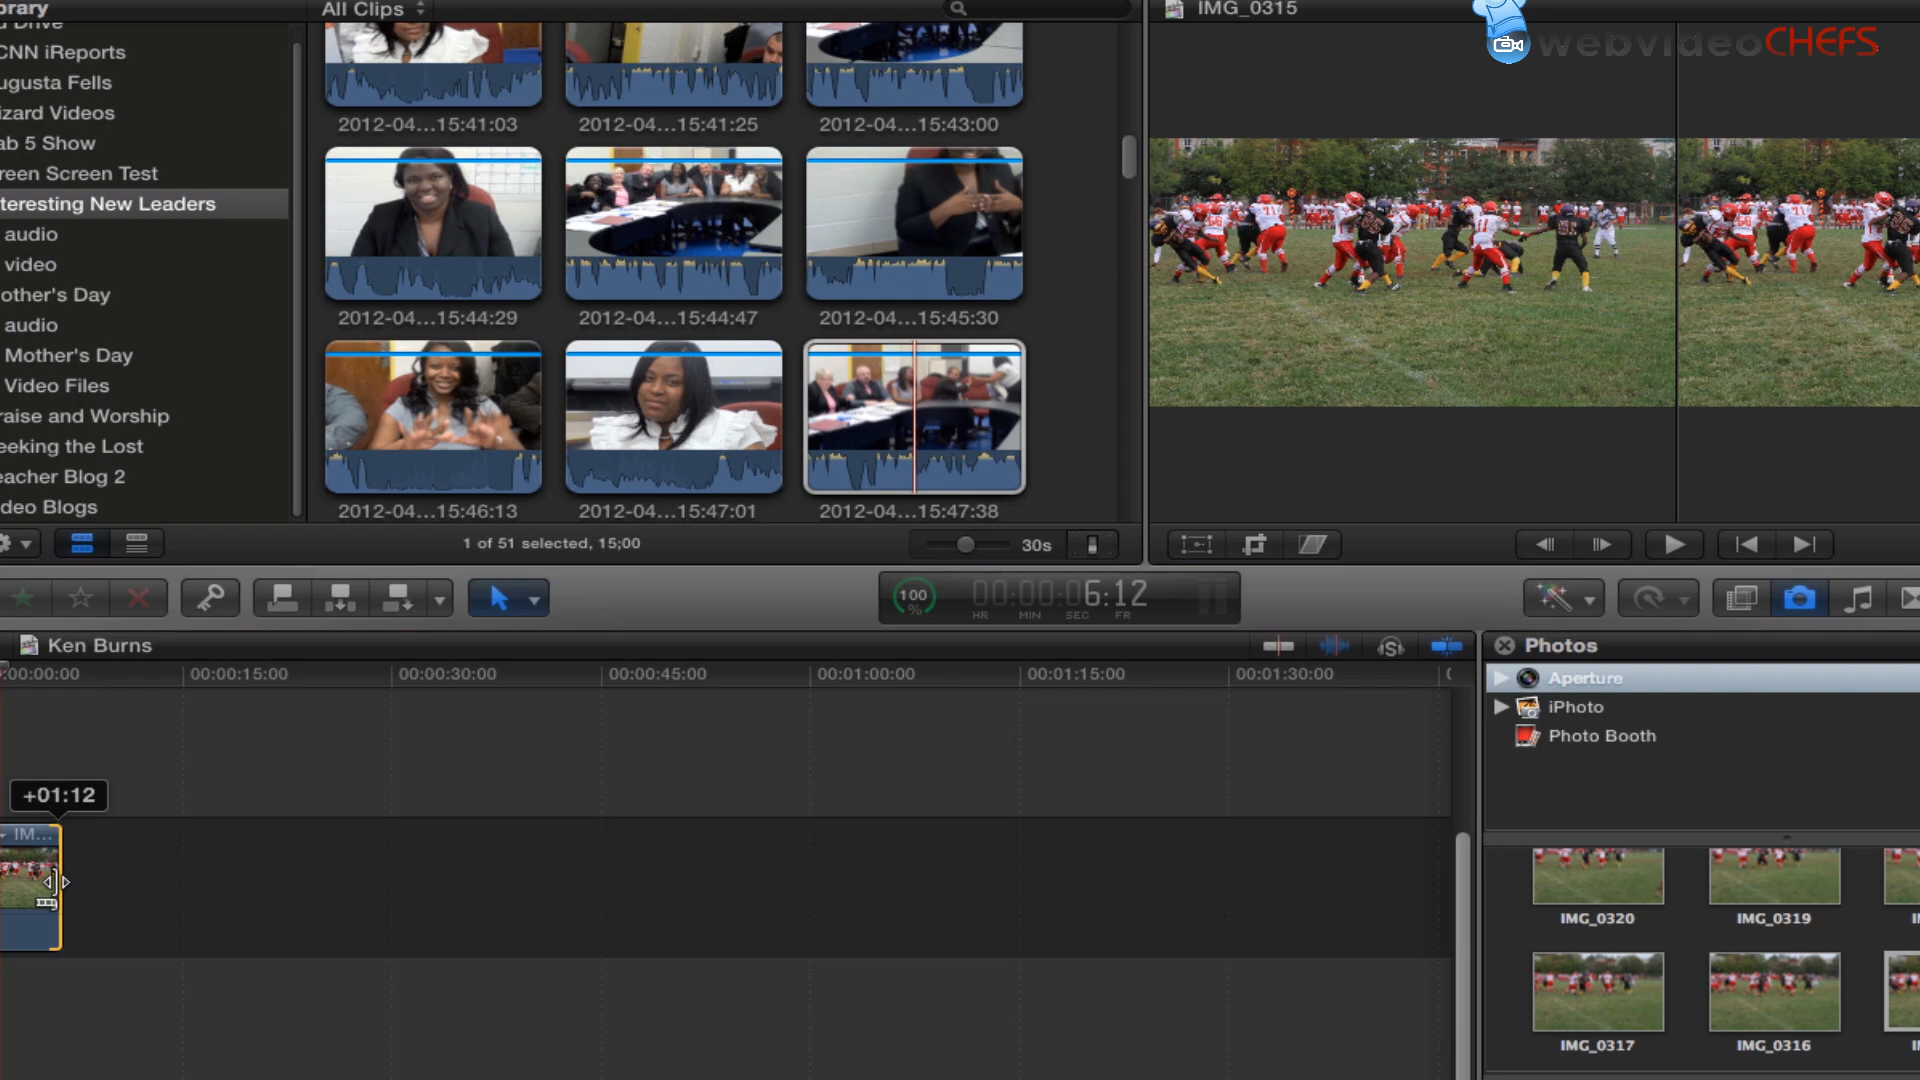 brary
All Clips
IMG_0315
webvideoCHEFS
d Drive
CNN iReports
ugusta Fells
izard Videos
ab 5 Show
reen Screen Test
teresting New Leaders
audio
video
other's Day
audio
Mother's Day
Video Files
raise and Worship
eeking the Lost
eacher Blog 2
deo Blogs
2012-04...15:41:03
2012-04...15:41:25
2012-04...15:43:00
2012-04...15:44:29
2012-04...15:44:47
2012-04...15:45:30
2012-04...15:46:13
2012-04...15:47:01
2012-04...15:47:38
1 of 51 selected, 15;00
30s
100
%
00:00:06:12
HR MIN SEC FR
Ken Burns
:00:00:00
00:00:15:00
00:00:30:00
00:00:45:00
00:01:00:00
00:01:15:00
00:01:30:00
+01:12
IM...
Photos
Aperture
iPhoto
Photo Booth
IMG_0320
IMG_0319
IMG_0317
IMG_0316